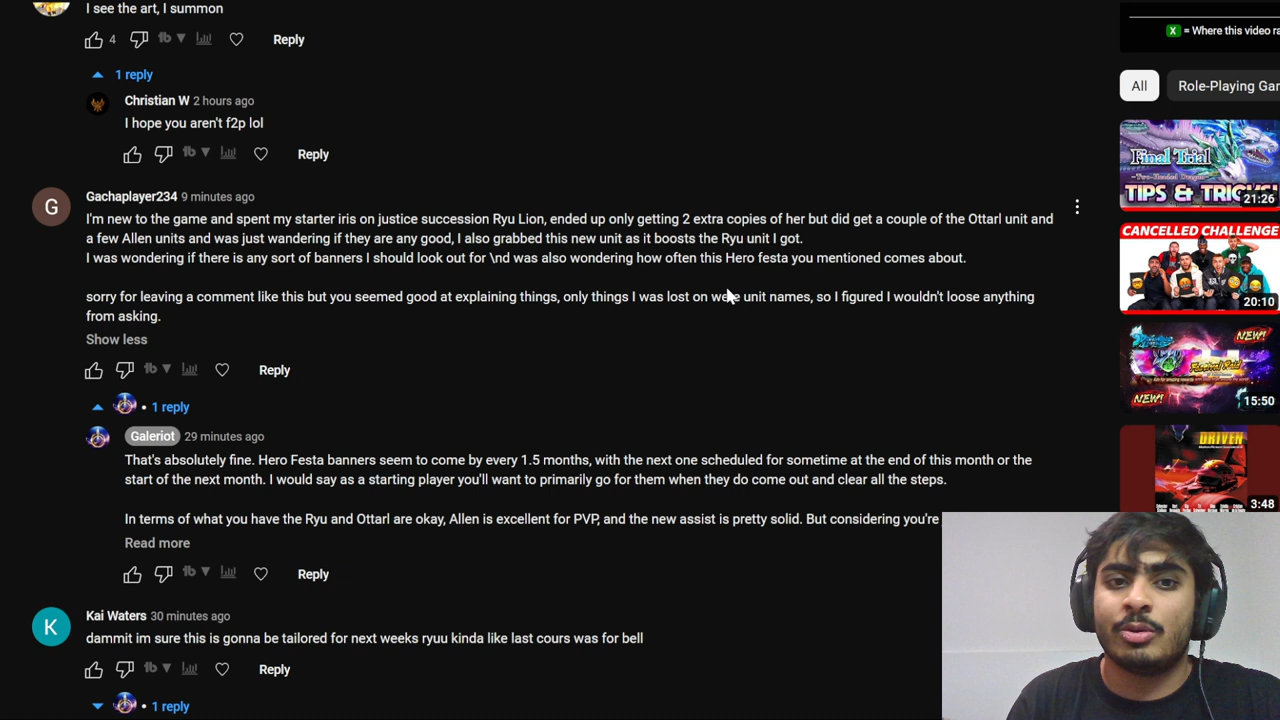 I see the art, I summon
4
Reply
1 reply
Christian W 2 hours ago
I hope you aren't f2p lol
Reply
Gachaplayer234 9 minutes ago
I'm new to the game and spent my starter iris on justice succession Ryu Lion, ended up only getting 2 extra copies of her but did get a couple of the Ottarl unit and
a few Allen units and was just wandering if they are any good, I also grabbed this new unit as it boosts the Ryu unit I got.
I was wondering if there is any sort of banners I should look out for \nd was also wondering how often this Hero festa you mentioned comes about.
sorry for leaving a comment like this but you seemed good at explaining things, only things I was lost on were unit names, so I figured I wouldn't loose anything
from asking.
Show less
Reply
1 reply
Galeriot 29 minutes ago
That's absolutely fine. Hero Festa banners seem to come by every 1.5 months, with the next one scheduled for sometime at the end of this month or the
start of the next month. I would say as a starting player you'll want to primarily go for them when they do come out and clear all the steps.
In terms of what you have the Ryu and Ottarl are okay, Allen is excellent for PVP, and the new assist is pretty solid. But considering you're
Read more
Reply
Kai Waters 30 minutes ago
dammit im sure this is gonna be tailored for next weeks ryuu kinda like last cours was for bell
Reply
1 reply
X = Where this video ra
All
Role-Playing Gar
Final Trial
TIPS & TRICKS
21:26
CANCELLED CHALLENGE
20:10
NEW!
NEW!
15:50
DRIVEN
3:48
G
K